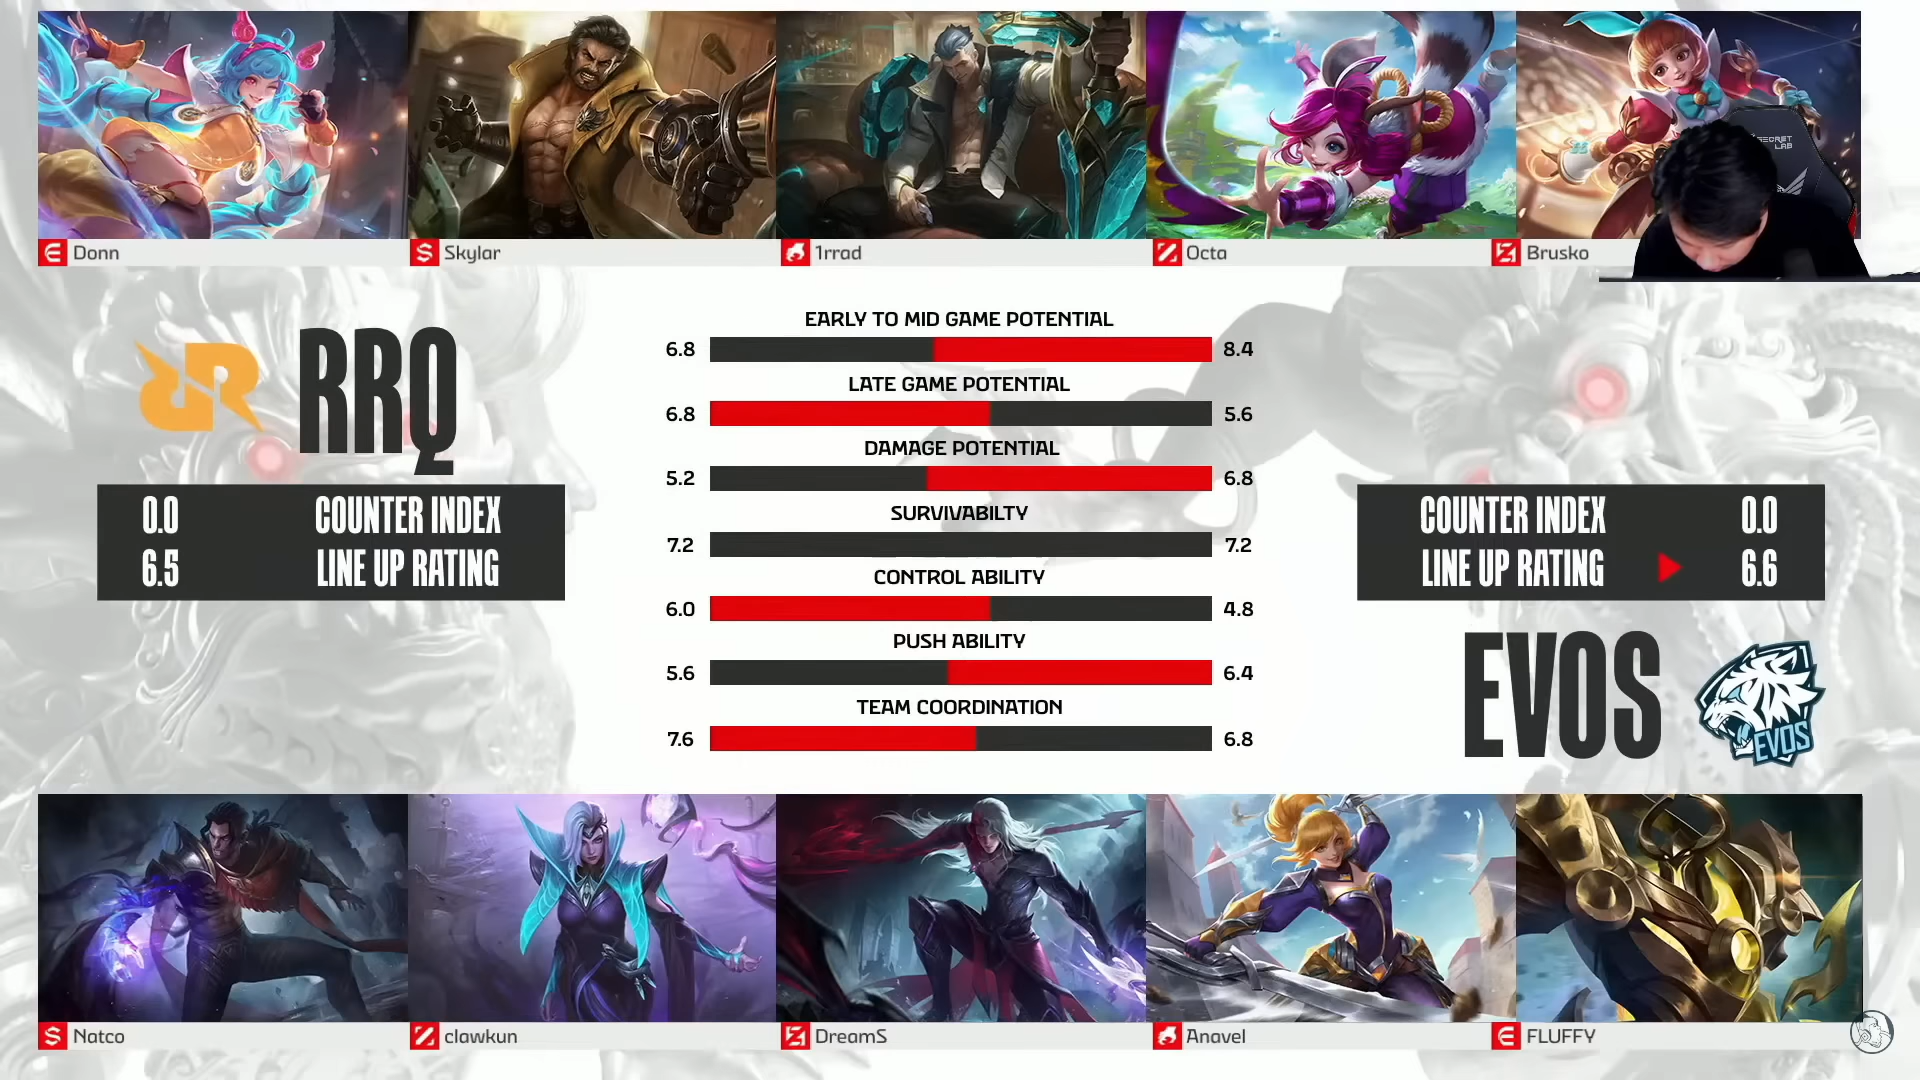 SECRET
LAB
Donn
Skylar
1rrad
Octa
Brusko
EARLY TO MID GAME POTENTIAL
6.8 8.4
LATE GAME POTENTIAL
6.8 5.6
DAMAGE POTENTIAL
5.2 6.8
SURVIVABILTY
7.2 7.2
CONTROL ABILITY
6.0 4.8
PUSH ABILITY
5.6 6.4
TEAM COORDINATION
7.6 6.8
RRQ
0.0 COUNTER INDEX
6.5 LINE UP RATING
COUNTER INDEX 0.0
LINE UP RATING 6.6
EVOS
EVOS
Natco
clawkun
DreamS
Anavel
FLUFFY